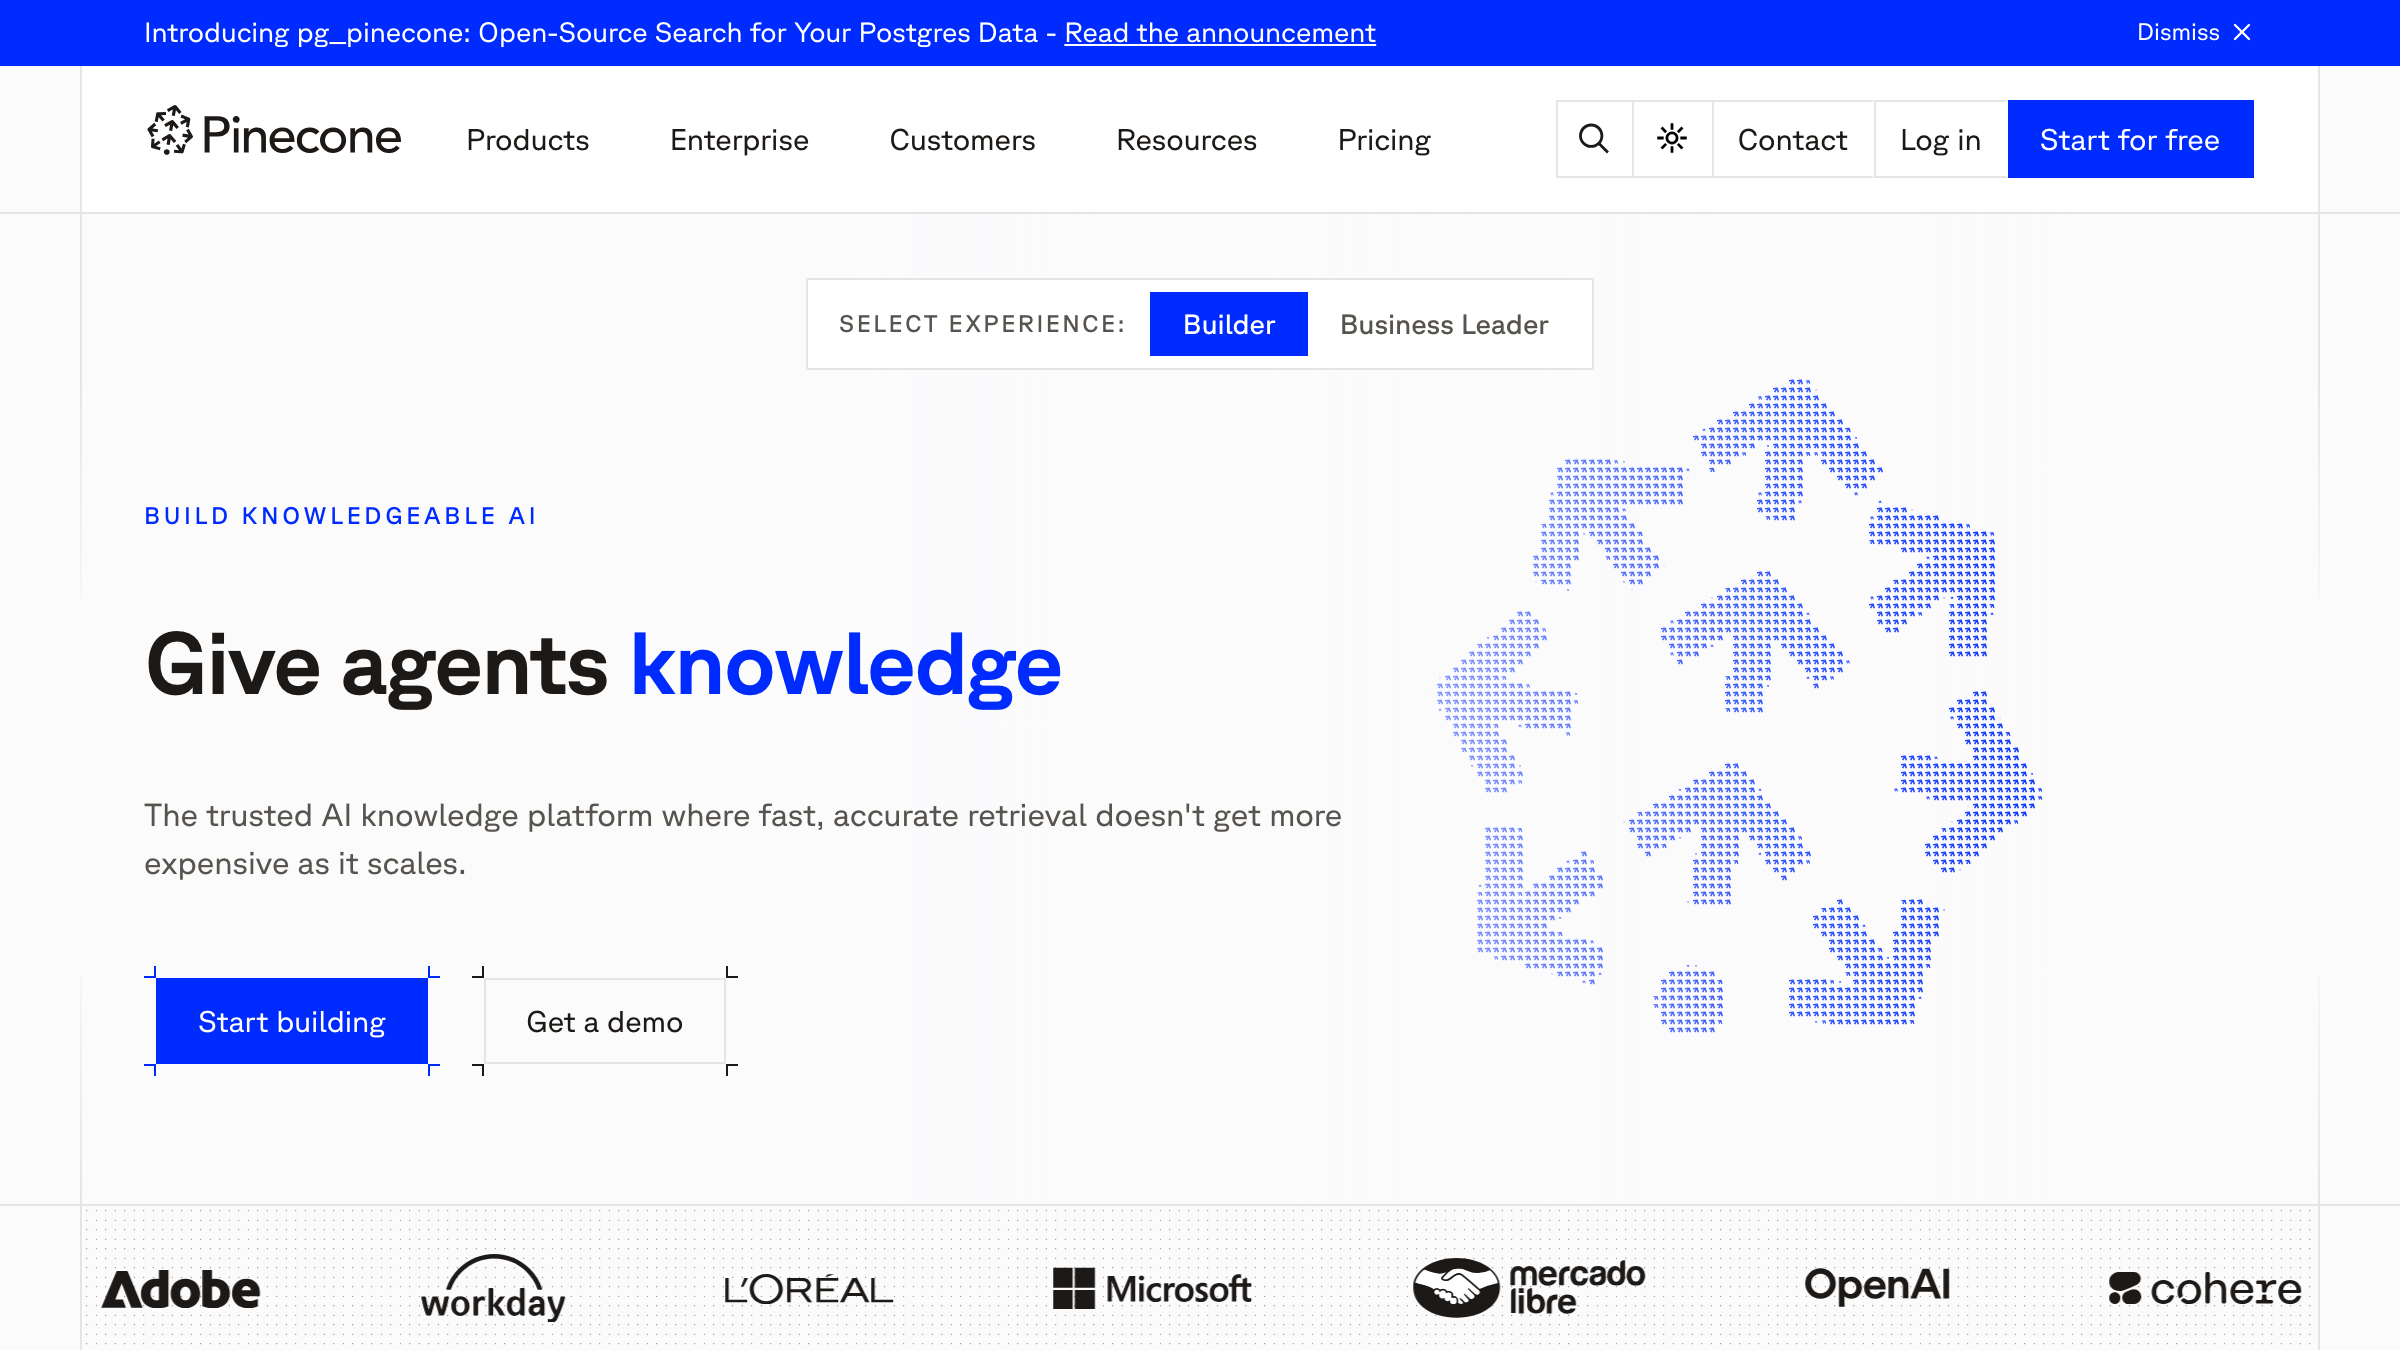 Introducing pg_pinecone: Open-Source Search for Your Postgres Data - Read the announcement
Dismiss
Pinecone
Products
Enterprise
Customers
Resources
Pricing
Contact
Log in
Start for free
SELECT EXPERIENCE:
Builder
Business Leader
BUILD KNOWLEDGEABLE AI
Give agents knowledge
The trusted AI knowledge platform where fast, accurate retrieval doesn't get more
expensive as it scales.
Start building
Get a demo
Adobe
workday
L'ORÉAL
Microsoft
mercado
libre
OpenAI
cohere